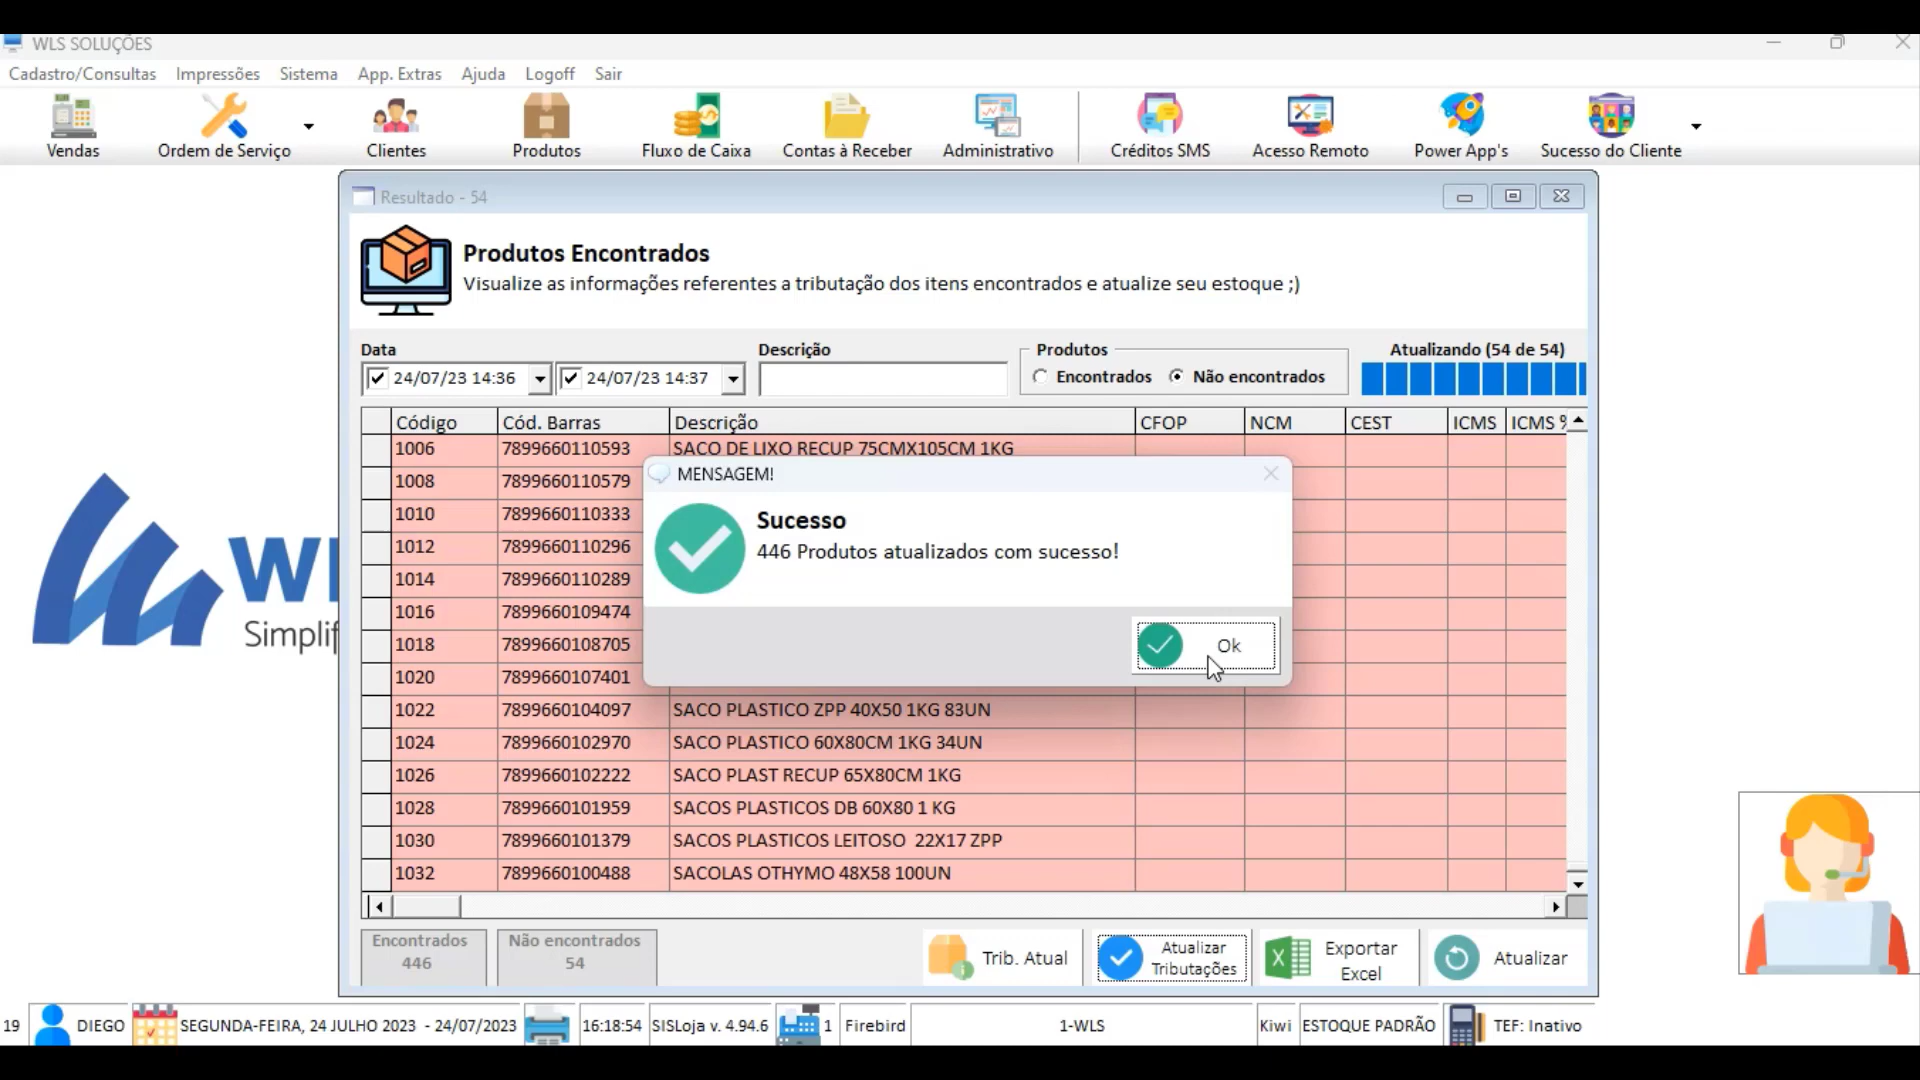 WLS SOLUÇÕES
Cadastro/Consultas Impressões Sistema App. Extras Ajuda Logoff Sair
Vendas Ordem de Serviço Clientes Produtos Fluxo de Caixa Contas à Receber Administrativo Créditos SMS Acesso Remoto Power App's Sucesso do Cliente
Resultado - 54
Produtos Encontrados
Visualize as informações referentes a tributação dos itens encontrados e atualize seu estoque ;)
Data Descrição Produtos Atualizando (54 de 54)
24/07/23 14:36 24/07/23 14:37 Encontrados Não encontrados
Código Cód. Barras Descrição CFOP NCM CEST ICMS ICMS %
1006 7899660110593 SACO DE LIXO RECUP 75CMX105CM 1KG
1008 7899660110579
1010 7899660110333
1012 7899660110296
1014 7899660110289
1016 7899660109474
1018 7899660108705
1020 7899660107401
1022 7899660104097 SACO PLASTICO ZPP 40X50 1KG 83UN
1024 7899660102970 SACO PLASTICO 60X80CM 1KG 34UN
1026 7899660102222 SACO PLAST RECUP 65X80CM 1KG
1028 7899660101959 SACOS PLASTICOS DB 60X80 1 KG
1030 7899660101379 SACOS PLASTICOS LEITOSO 22X17 ZPP
1032 7899660100488 SACOLAS OTHYMO 48X58 100UN
MENSAGEM!
Sucesso
446 Produtos atualizados com sucesso!
Ok
WL
Simplif
Encontrados
446
Não encontrados
54
Trib. Atual
Atualizar
Tributações
Exportar
Excel
Atualizar
19 DIEGO SEGUNDA-FEIRA, 24 JULHO 2023 - 24/07/2023 16:18:54 SISLoja v. 4.94.6 1 Firebird 1-WLS Kiwi ESTOQUE PADRÃO TEF: Inativo